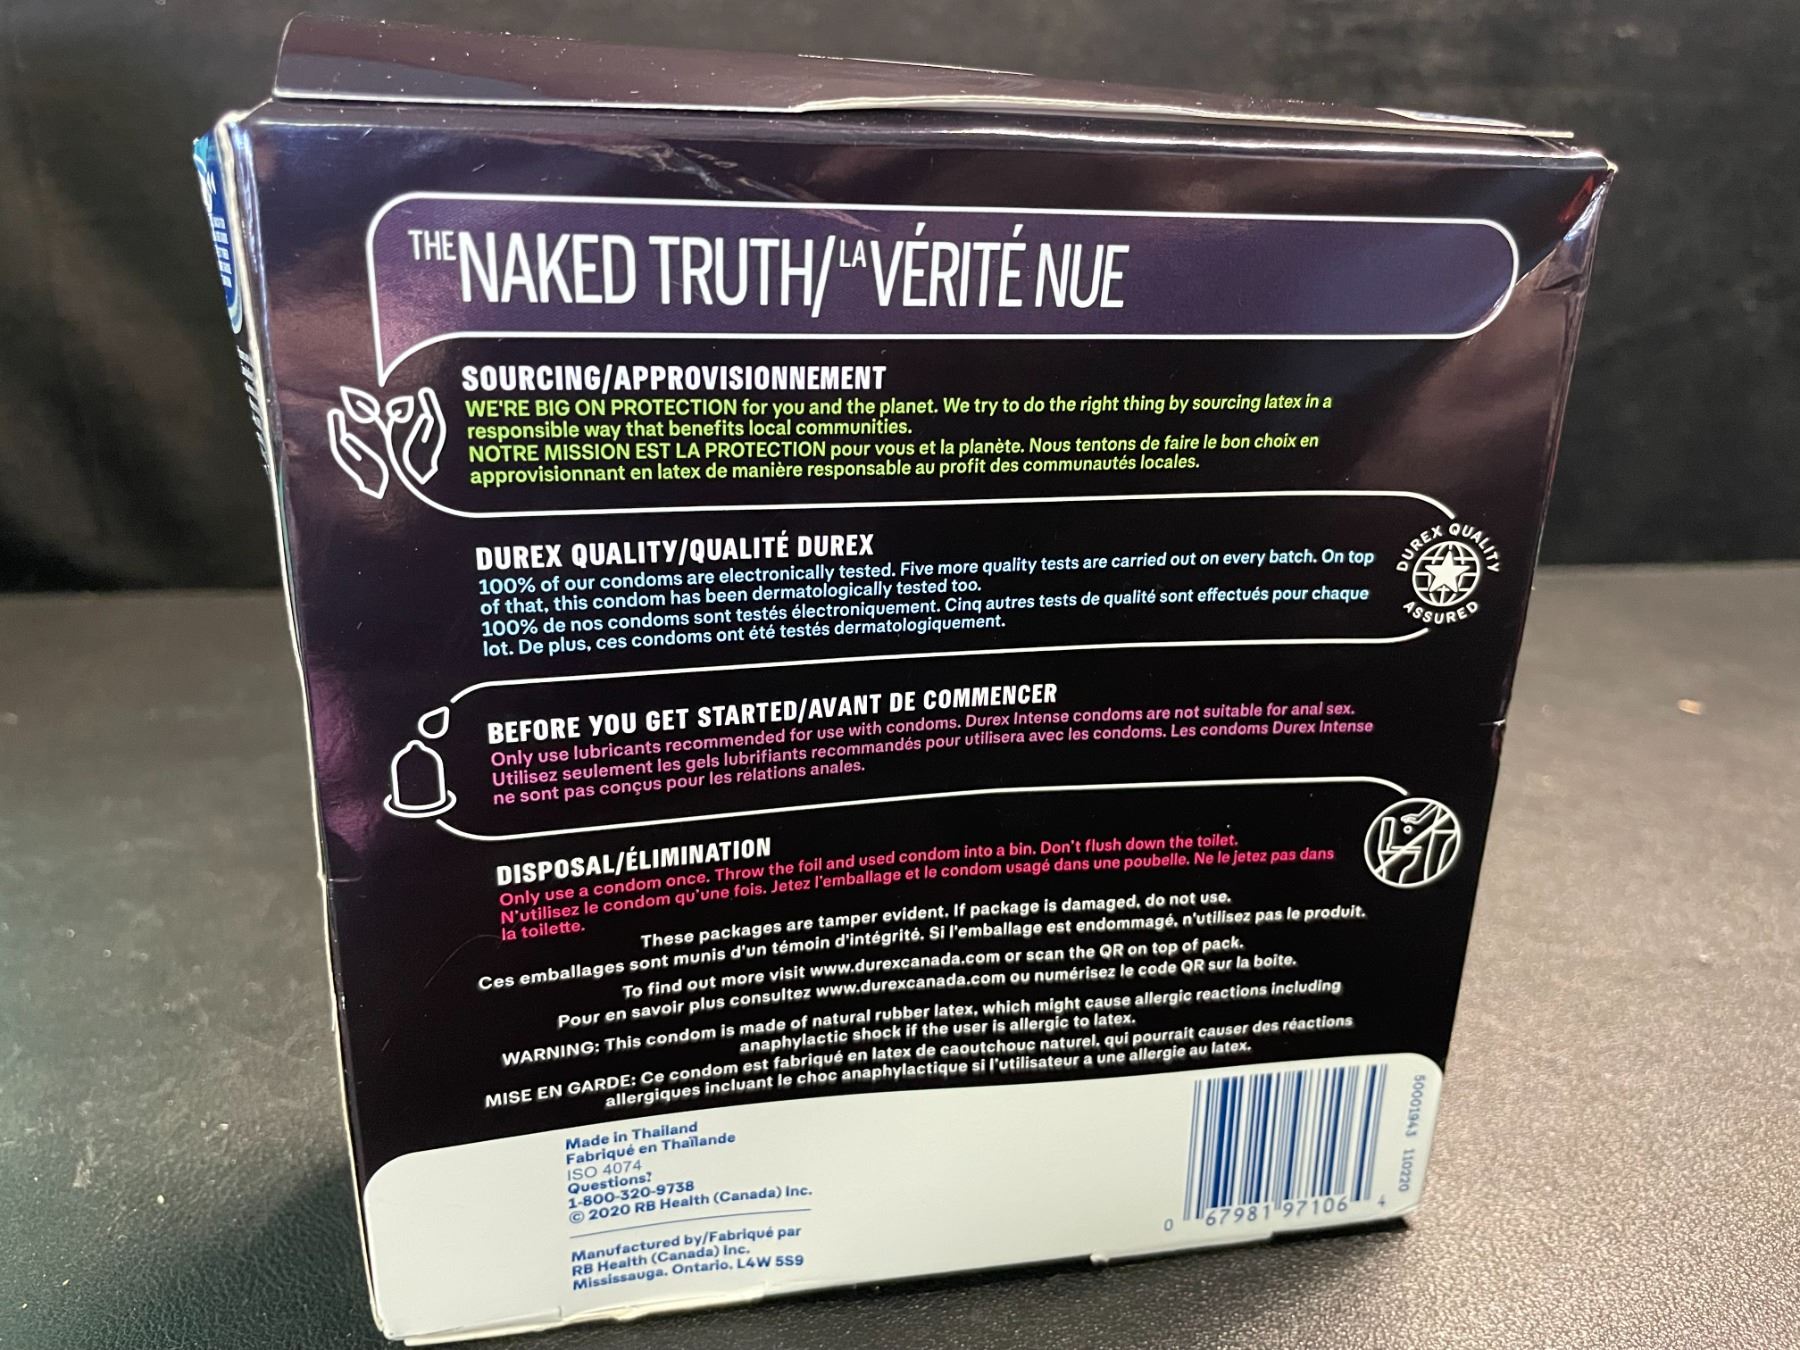 THE NAKED TRUTH/LA VÉRITÉ NUE
SOURCING/APPROVISIONNEMENT
WE'RE BIG ON PROTECTION for you and the planet. We try to do the right thing by sourcing latex in a
responsible way that benefits local communities.
NOTRE MISSION EST LA PROTECTION pour vous et la planète. Nous tentons de faire le bon choix en
approvisionnant en latex de manière responsable au profit des communautés locales.
DUREX QUALITY/QUALITÉ DUREX
100% of our condoms are electronically tested. Five more quality tests are carried out on every batch. On top
of that, this condom has been dermatologically tested too.
100% de nos condoms sont testés électroniquement. Cinq autres tests de qualité sont effectués pour chaque
lot. De plus, ces condoms ont été testés dermatologiquement.
DUREX QUALITY
ASSURED
BEFORE YOU GET STARTED/AVANT DE COMMENCER
Only use lubricants recommended for use with condoms. Durex Intense condoms are not suitable for anal sex.
Utilisez seulement les gels lubrifiants recommandés pour utilisera avec les condoms. Les condoms Durex Intense
ne sont pas conçus pour les rélations anales.
DISPOSAL/ÉLIMINATION
Only use a condom once. Throw the foil and used condom into a bin. Don't flush down the toilet.
N'utilisez le condom qu'une fois. Jetez l'emballage et le condom usagé dans une poubelle. Ne le jetez pas dans
la toilette.
These packages are tamper evident. If package is damaged, do not use.
Ces emballages sont munis d'un témoin d'intégrité. Si l'emballage est endommagé, n'utilisez pas le produit.
To find out more visit www.durexcanada.com or scan the QR on top of pack.
Pour en savoir plus consultez www.durexcanada.com ou numérisez le code QR sur la boite.
WARNING: This condom is made of natural rubber latex, which might cause allergic reactions including
anaphylactic shock if the user is allergic to latex.
MISE EN GARDE: Ce condom est fabriqué en latex de caoutchouc naturel, qui pourrait causer des réactions
allergiques incluant le choc anaphylactique si l'utilisateur a une allergie au latex.
Made in Thailand
Fabriqué en Thaïlande
ISO 4074
Questions?
1-800-320-9738
© 2020 RB Health (Canada) Inc.
Manufactured by/Fabriqué par
RB Health (Canada) Inc.
Mississauga, Ontario, L4W 5S9
0 67981 97106 4
50001943 110220